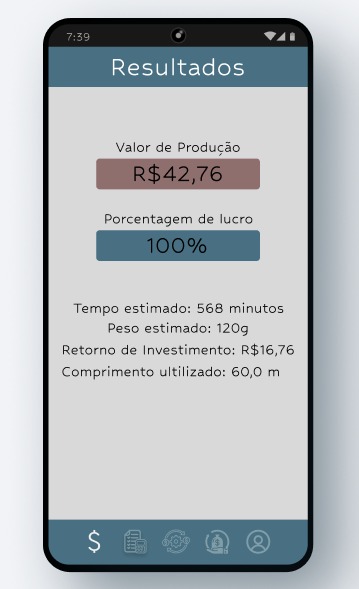 7:39
Resultados
Valor de Produção
R$42,76
Porcentagem de lucro
100%
Tempo estimado: 568 minutos
Peso estimado: 120g
Retorno de Investimento: R$16,76
Comprimento ultilizado: 60,0 m